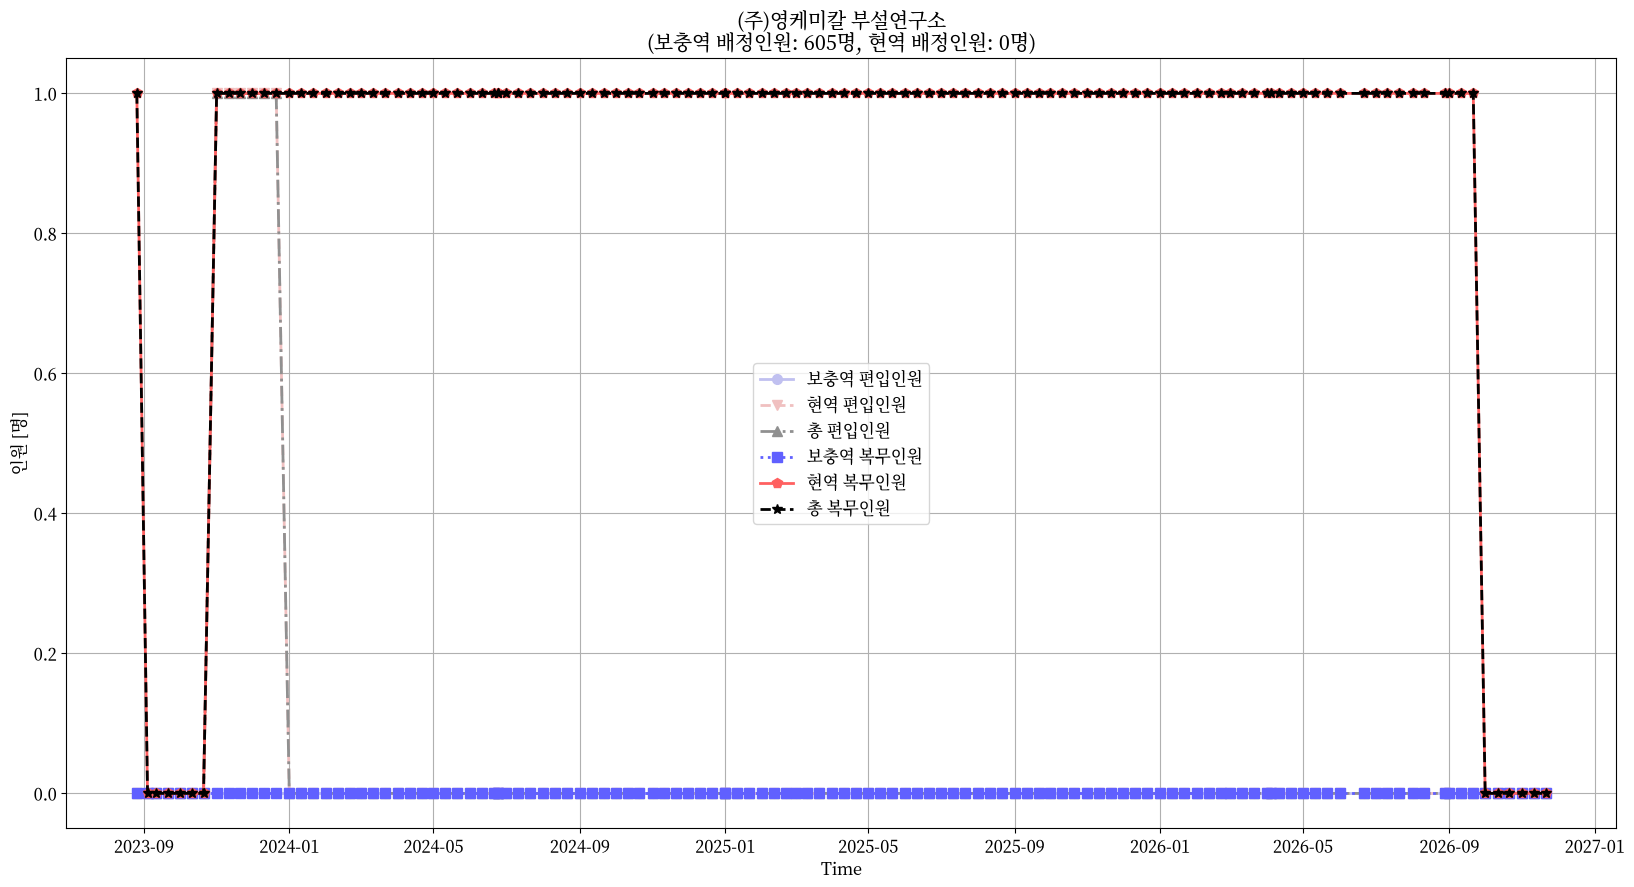 (주)영케미칼 부설연구소
(보충역 배정인원: 605명, 현역 배정인원: 0명)
1.0
0.8
0.6
0.4
0.2
0.0
인원 [명]
보충역 편입인원
현역 편입인원
총 편입인원
보충역 복무인원
현역 복무인원
총 복무인원
2023-09 2024-01 2024-05 2024-09 2025-01 2025-05 2025-09 2026-01 2026-05 2026-09 2027-01
Time